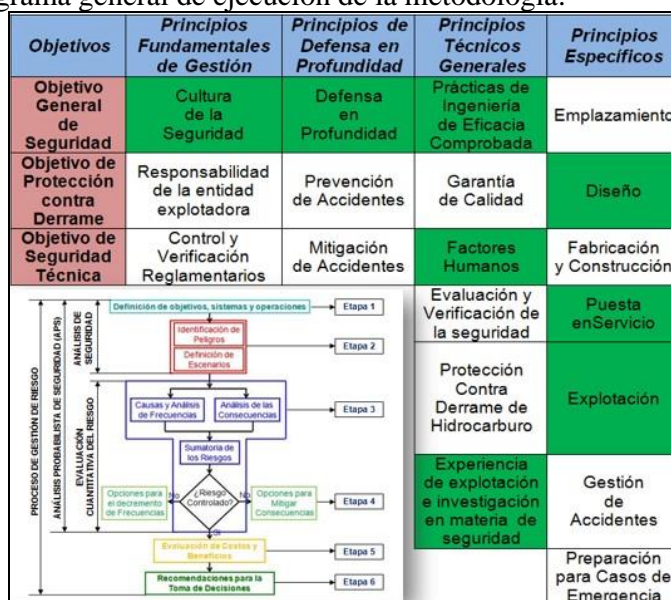 grama general de ejecución de la metodología.
Objetivos
Principios
Fundamentales
de Gestión
Principios de
Defensa en
Profundidad
Principios
Técnicos
Generales
Principios
Específicos
Objetivo
General
de
Seguridad
Cultura
de la
Seguridad
Defensa
en
Profundidad
Prácticas de
Ingeniería
de Eficacia
Comprobada
Emplazamiento
Objetivo de
Protección
contra
Derrame
Responsabilidad
de la entidad
explotadora
Prevención
de Accidentes
Garantía
de Calidad
Diseño
Objetivo de
Seguridad
Técnica
Control y
Verificación
Reglamentarios
Mitigación
de Accidentes
Factores
Humanos
Fabricación
y Construcción
Evaluación y
Verificación de
la seguridad
Puesta
enServicio
Protección
Contra
Derrame de
Hidrocarburo
Explotación
Experiencia
de explotación
e investigación
en materia de
seguridad
Gestión
de
Accidentes
Preparación
para Casos de
Emergencia
PROCESO DE GESTIÓN DE RIESGO
ANÁLISIS PROBABILISTA DE SEGURIDAD (APS)
ANÁLISIS DE
SEGURIDAD
EVALUACIÓN
CUANTITATIVA DEL RIESGO
Definición de objetivos, sistemas y operaciones
Etapa 1
Identificación de
Peligros
Definición de
Escenarios
Etapa 2
Causas y Análisis
de Frecuencias
Análisis de las
Consecuencias
Etapa 3
Sumatoria de
los Riesgos
Opciones para
el decremento
de Frecuencias
No
¿Riesgo
Controlado?
No
Opciones para
Mitigar
Consecuencias
Etapa 4
Si
Evaluación de Costos y
Beneficios
Etapa 5
Recomendaciones para la
Toma de Decisiones
Etapa 6